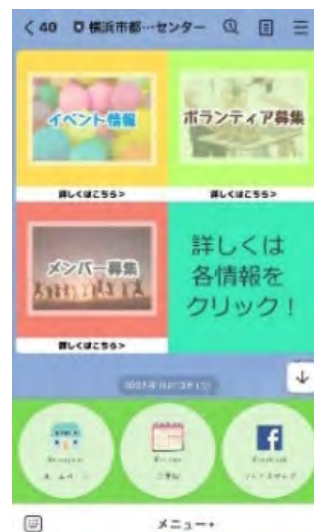 < 40 横浜市都…センター
イベント情報
ボランティア募集
詳しくはこちら>
詳しくはこちら>
メンバー募集
詳しくは
各情報を
クリック!
詳しくはこちら>
Facebook
メニュー▾